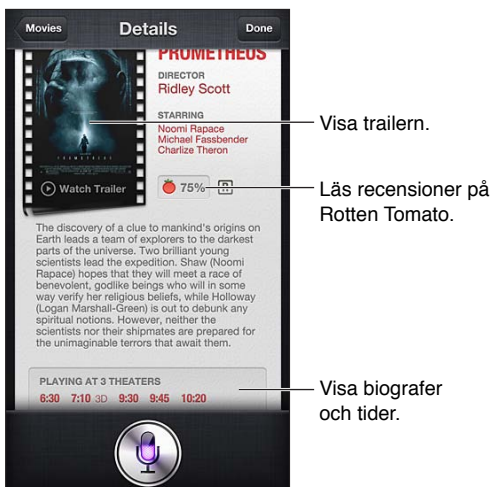 Movies
Details
Done
PROMETHEUS
DIRECTOR
Ridley Scott
STARRING
Noomi Rapace
Michael Fassbender
Charlize Theron
PROMETHEUS
Watch Trailer
75%
R
The discovery of a clue to mankind's origins on
Earth leads a team of explorers to the darkest
parts of the universe. Two brilliant young
scientists lead the expedition. Shaw (Noomi
Rapace) hopes that they will meet a race of
benevolent, godlike beings who will in some
way verify her religious beliefs, while Holloway
(Logan Marshall-Green) is out to debunk any
spiritual notions. However, neither the
scientists nor their shipmates are prepared for
the unimaginable terrors that await them.
PLAYING AT 3 THEATERS
6:30 7:10 3D 9:30 9:45 10:20
Visa trailern.
Läs recensioner på
Rotten Tomato.
Visa biografer
och tider.